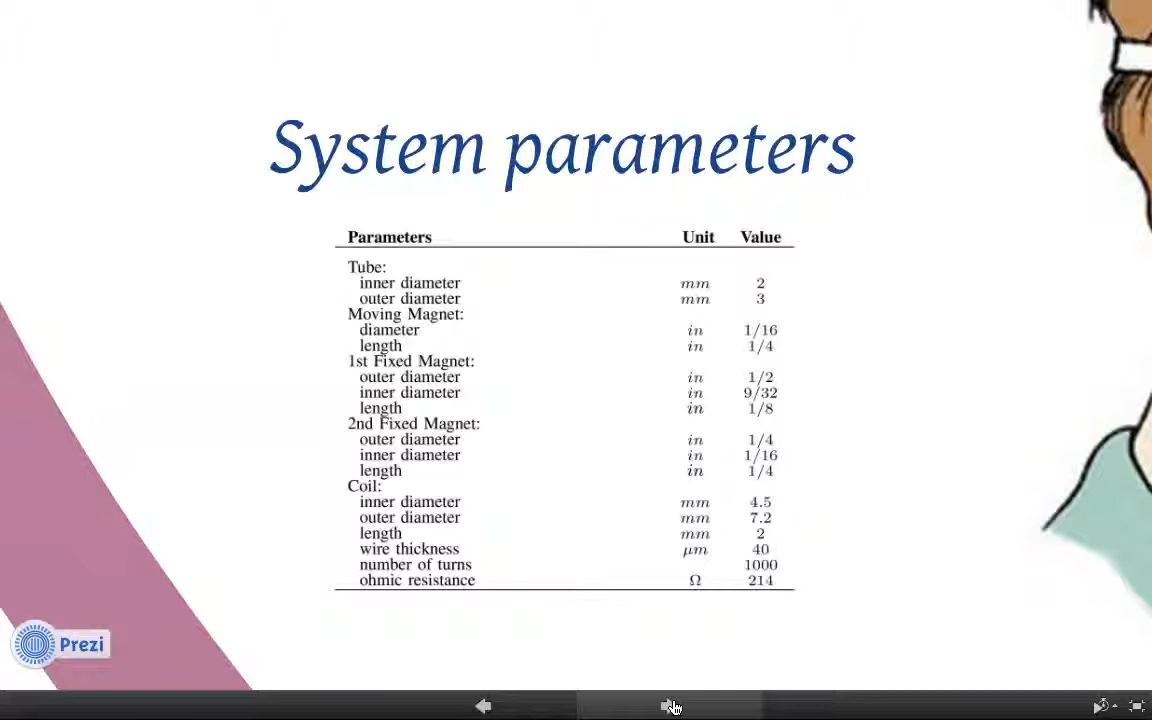 System parameters
Parameters Unit Value
Tube:
inner diameter mm 2
outer diameter mm 3
Moving Magnet:
diameter in 1/16
length in 1/4
1st Fixed Magnet:
outer diameter in 1/2
inner diameter in 9/32
length in 1/8
2nd Fixed Magnet:
outer diameter in 1/4
inner diameter in 1/16
length in 1/4
Coil:
inner diameter mm 4.5
outer diameter mm 7.2
length mm 2
wire thickness μm 40
number of turns 1000
ohmic resistance Ω 214
Prezi